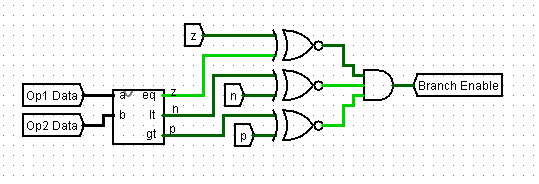 z
Op1 Data
a eq z
n
n
Branch Enable
Op2 Data
b lt
gt p
p